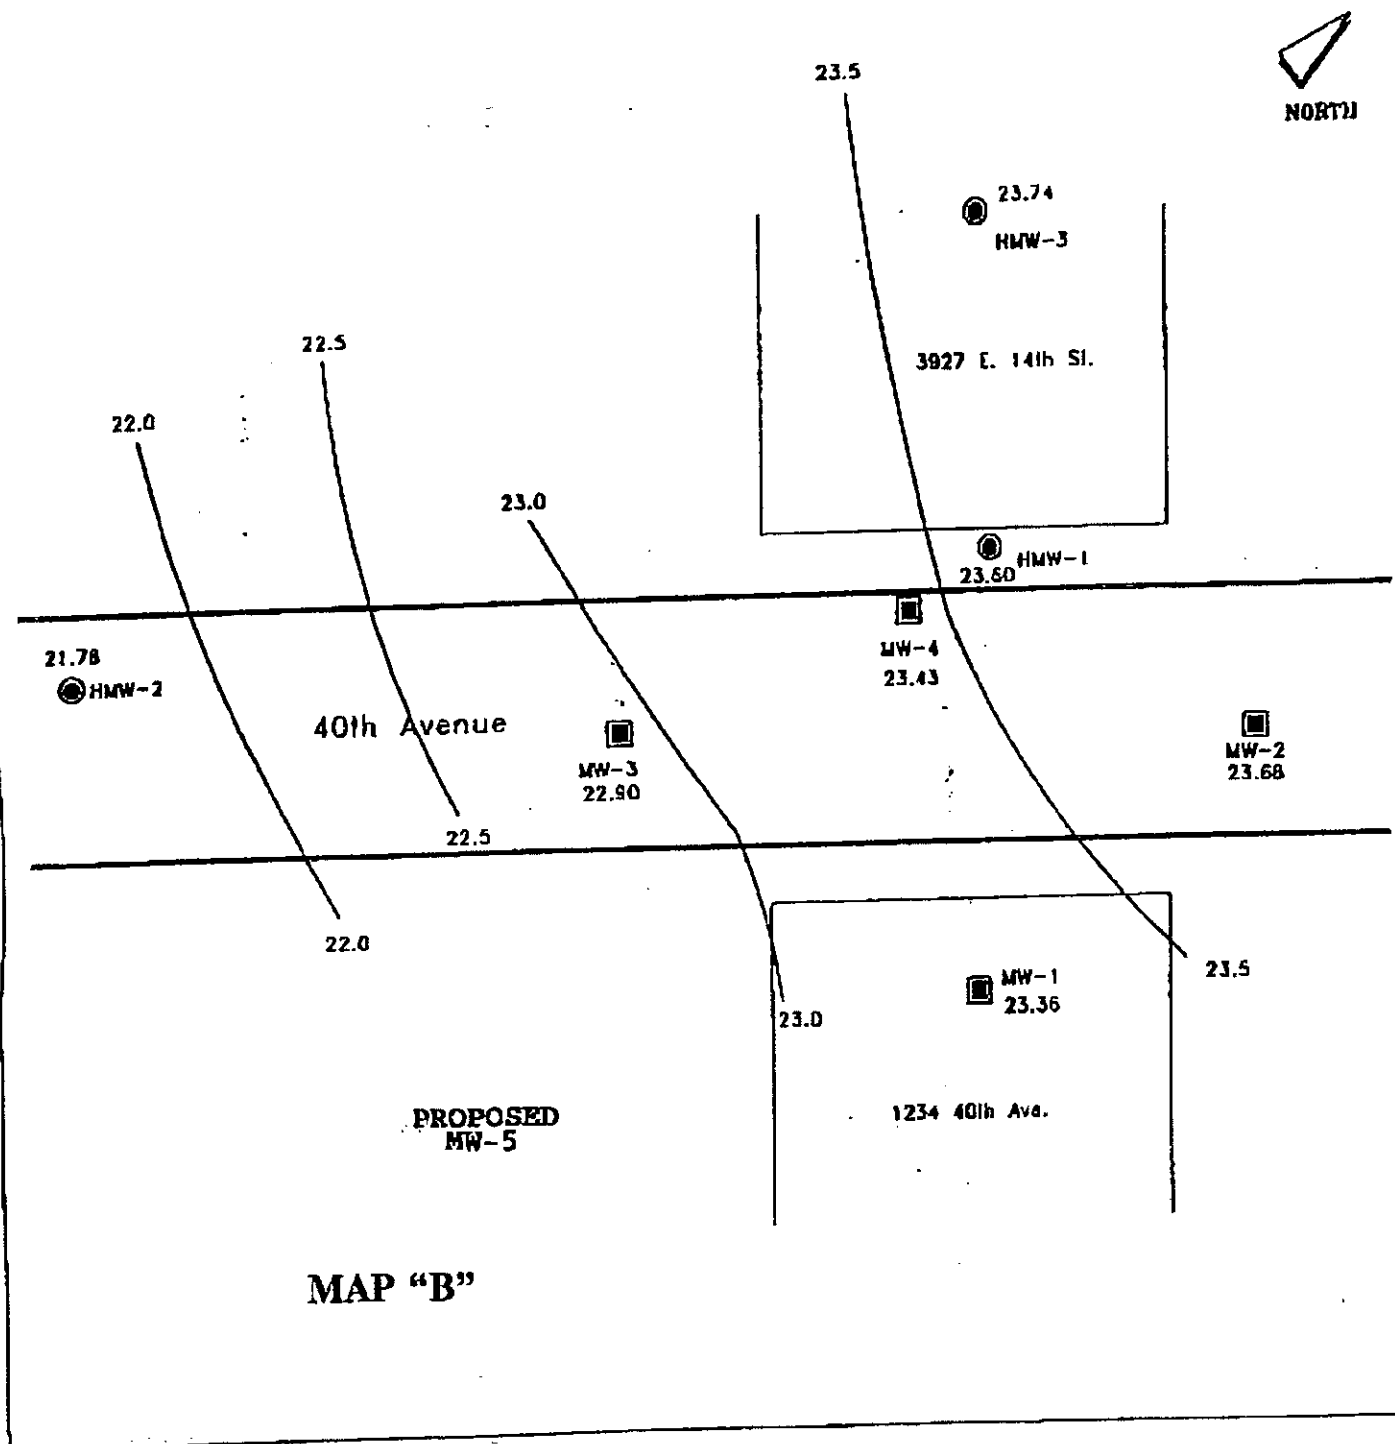 NORTH
23.5
23.74
HMW-3
3927 E. 14th St.
22.5
22.0
23.0
HMW-1
23.60
21.78
HMW-2
MW-4
23.43
40th Avenue
MW-2
23.68
MW-3
22.90
22.5
22.0
23.5
MW-1
23.36
23.0
PROPOSED
MW-5
1234 40th Ave.
MAP “B”